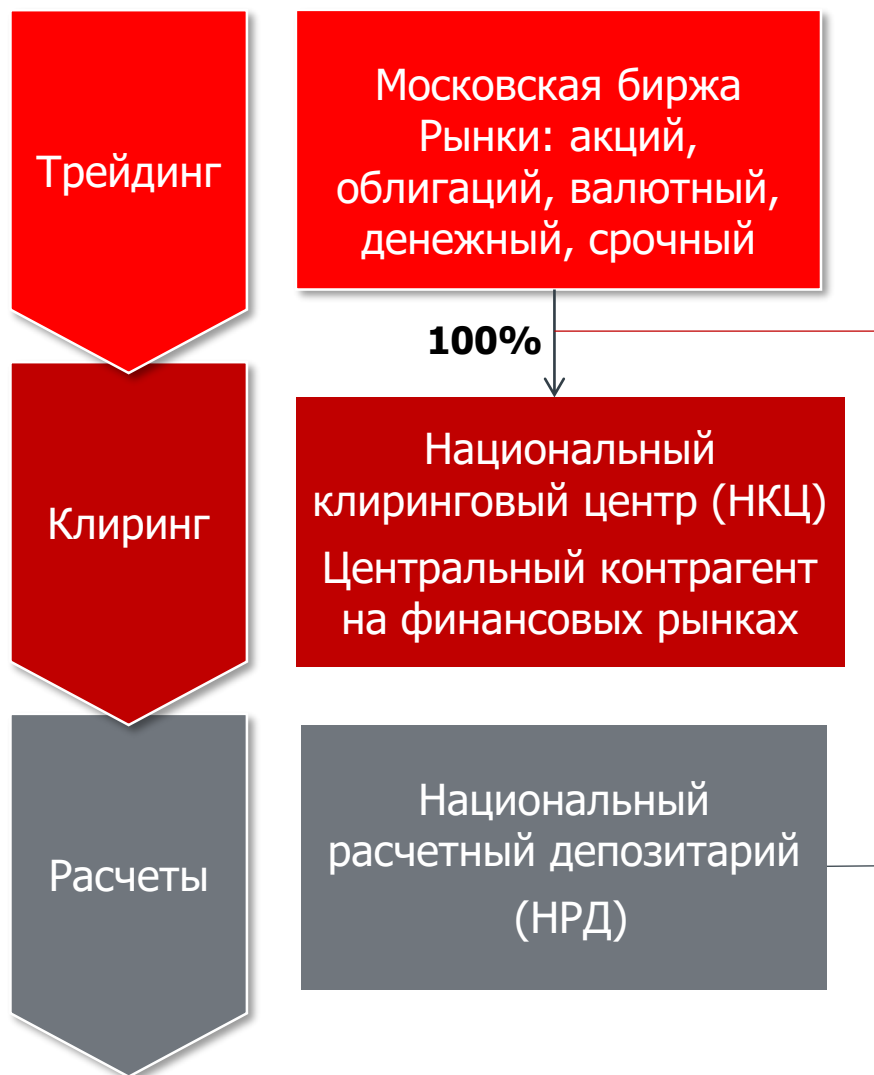 Трейдинг
Московская биржа
Рынки: акций,
облигаций, валютный,
денежный, срочный
100%
Клиринг
Национальный
клиринговый центр (НКЦ)
Центральный контрагент
на финансовых рынках
Расчеты
Национальный
расчетный депозитарий
(НРД)